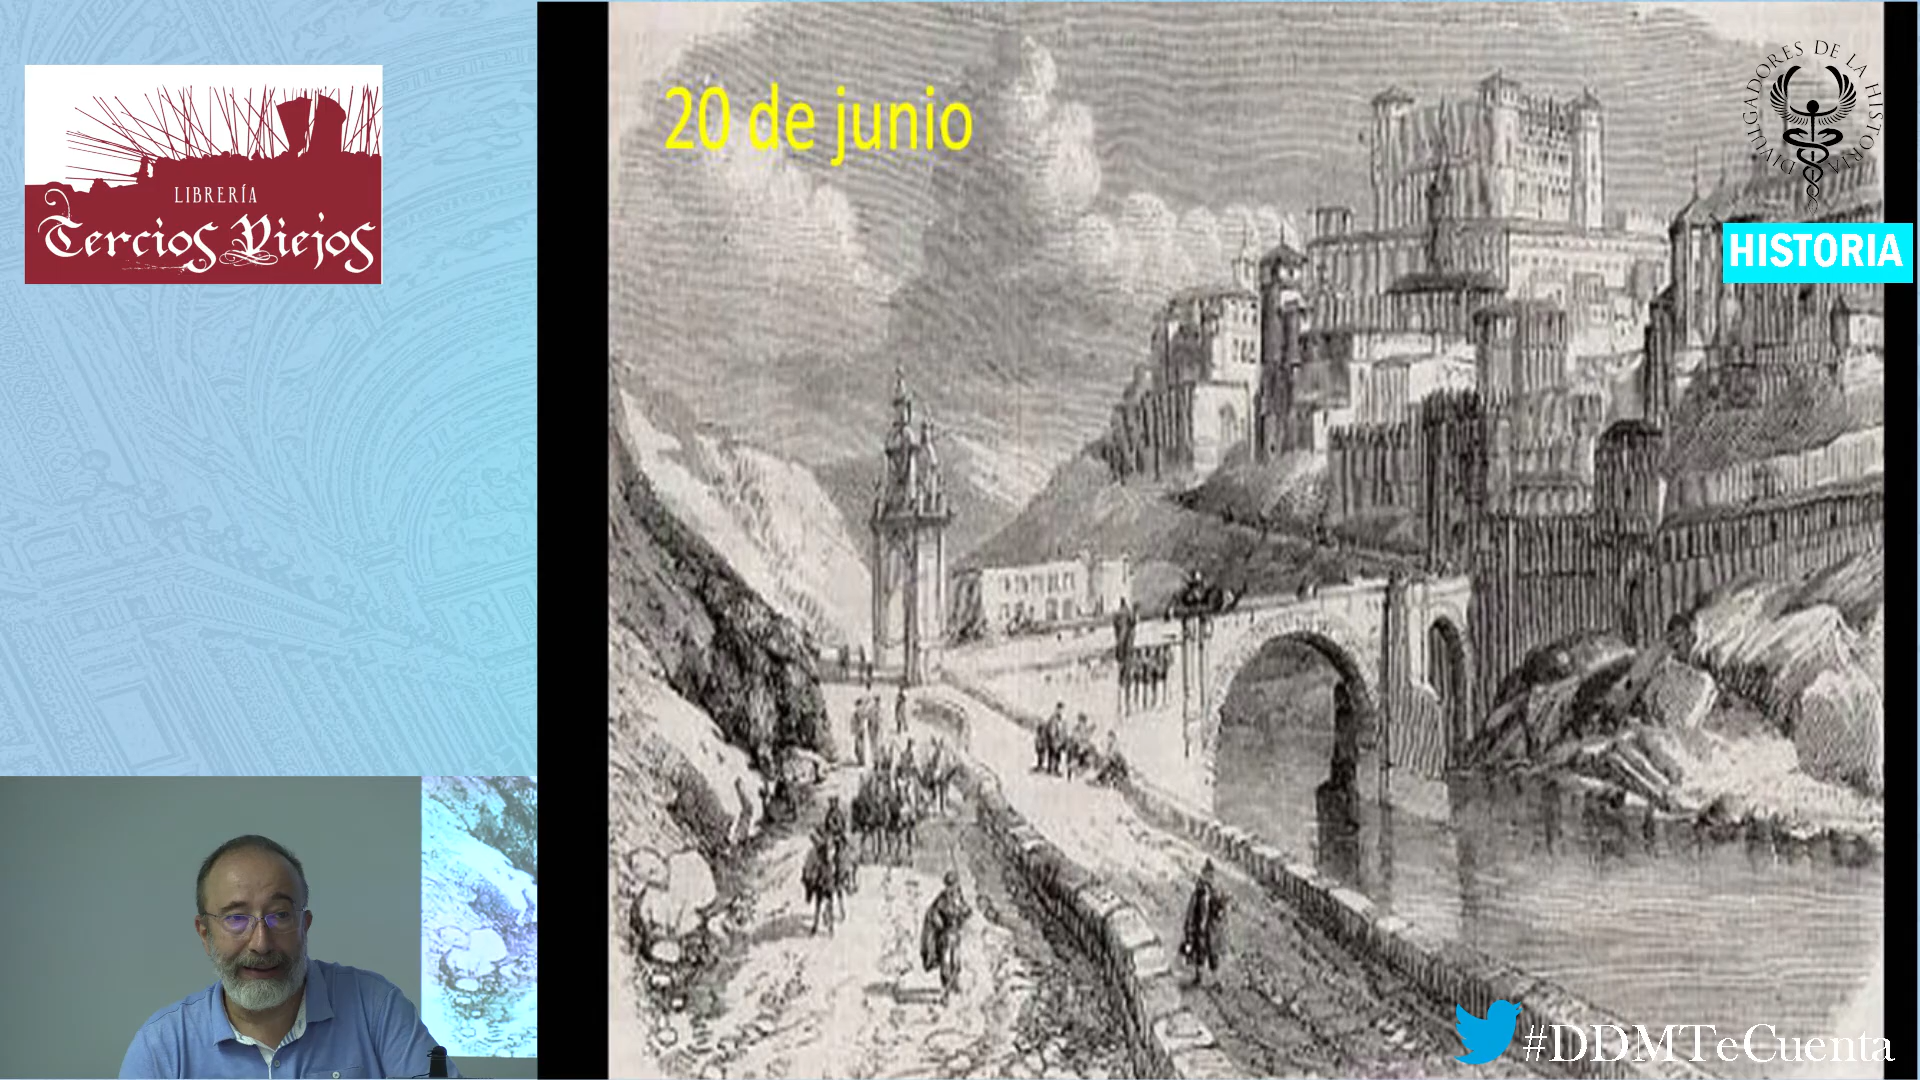 LIBRERÍA
Tercios Viejos
20 de junio
DIVULGADORES DE LA HISTORIA
HISTORIA
#DDMTeCuenta